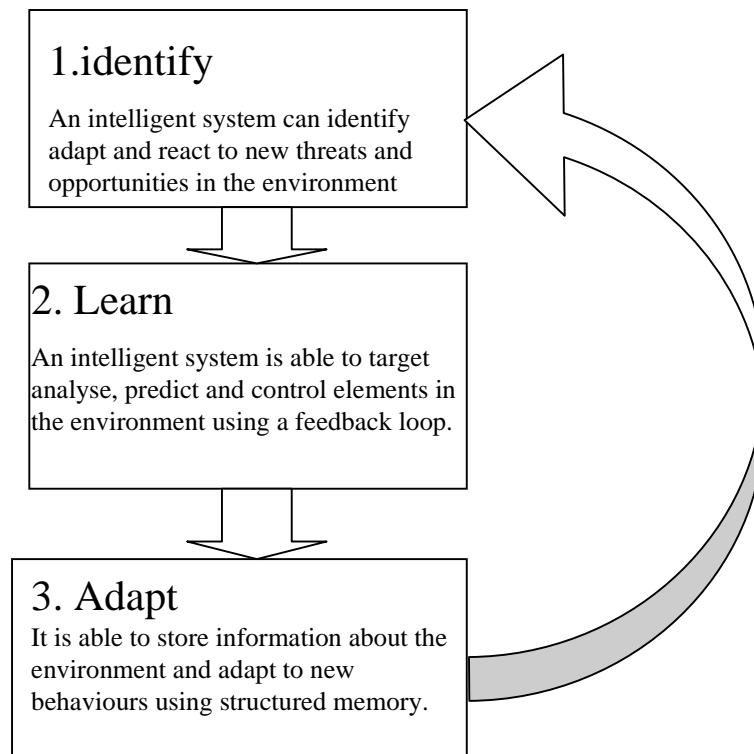 1.identify
An intelligent system can identify
adapt and react to new threats and
opportunities in the environment
2. Learn
An intelligent system is able to target
analyse, predict and control elements in
the environment using a feedback loop.
3. Adapt
It is able to store information about the
environment and adapt to new
behaviours using structured memory.